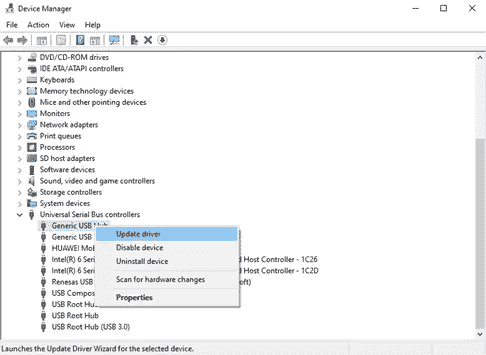 Device Manager
File Action View Help
DVD/CD-ROM drives
IDE ATA/ATAPI controllers
Keyboards
Memory technology devices
Mice and other pointing devices
Monitors
Network adapters
Print queues
Processors
SD host adapters
Software devices
Sound, video and game controllers
Storage controllers
System devices
Universal Serial Bus controllers
Generic USB Hub
Update driver
Generic USB
Disable device
HUAWEI Mob
Uninstall device
Intel(R) 6 Seri
d Host Controller - 1C26
Intel(R) 6 Seri
d Host Controller - 1C2D
Scan for hardware changes
Renesas USB
soft)
USB Compos
Properties
USB Root Hu
USB Root Hub
USB Root Hub (USB 3.0)
Launches the Update Driver Wizard for the selected device.